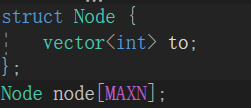 struct Node {
    vector<int> to;
};
Node node[MAXN];